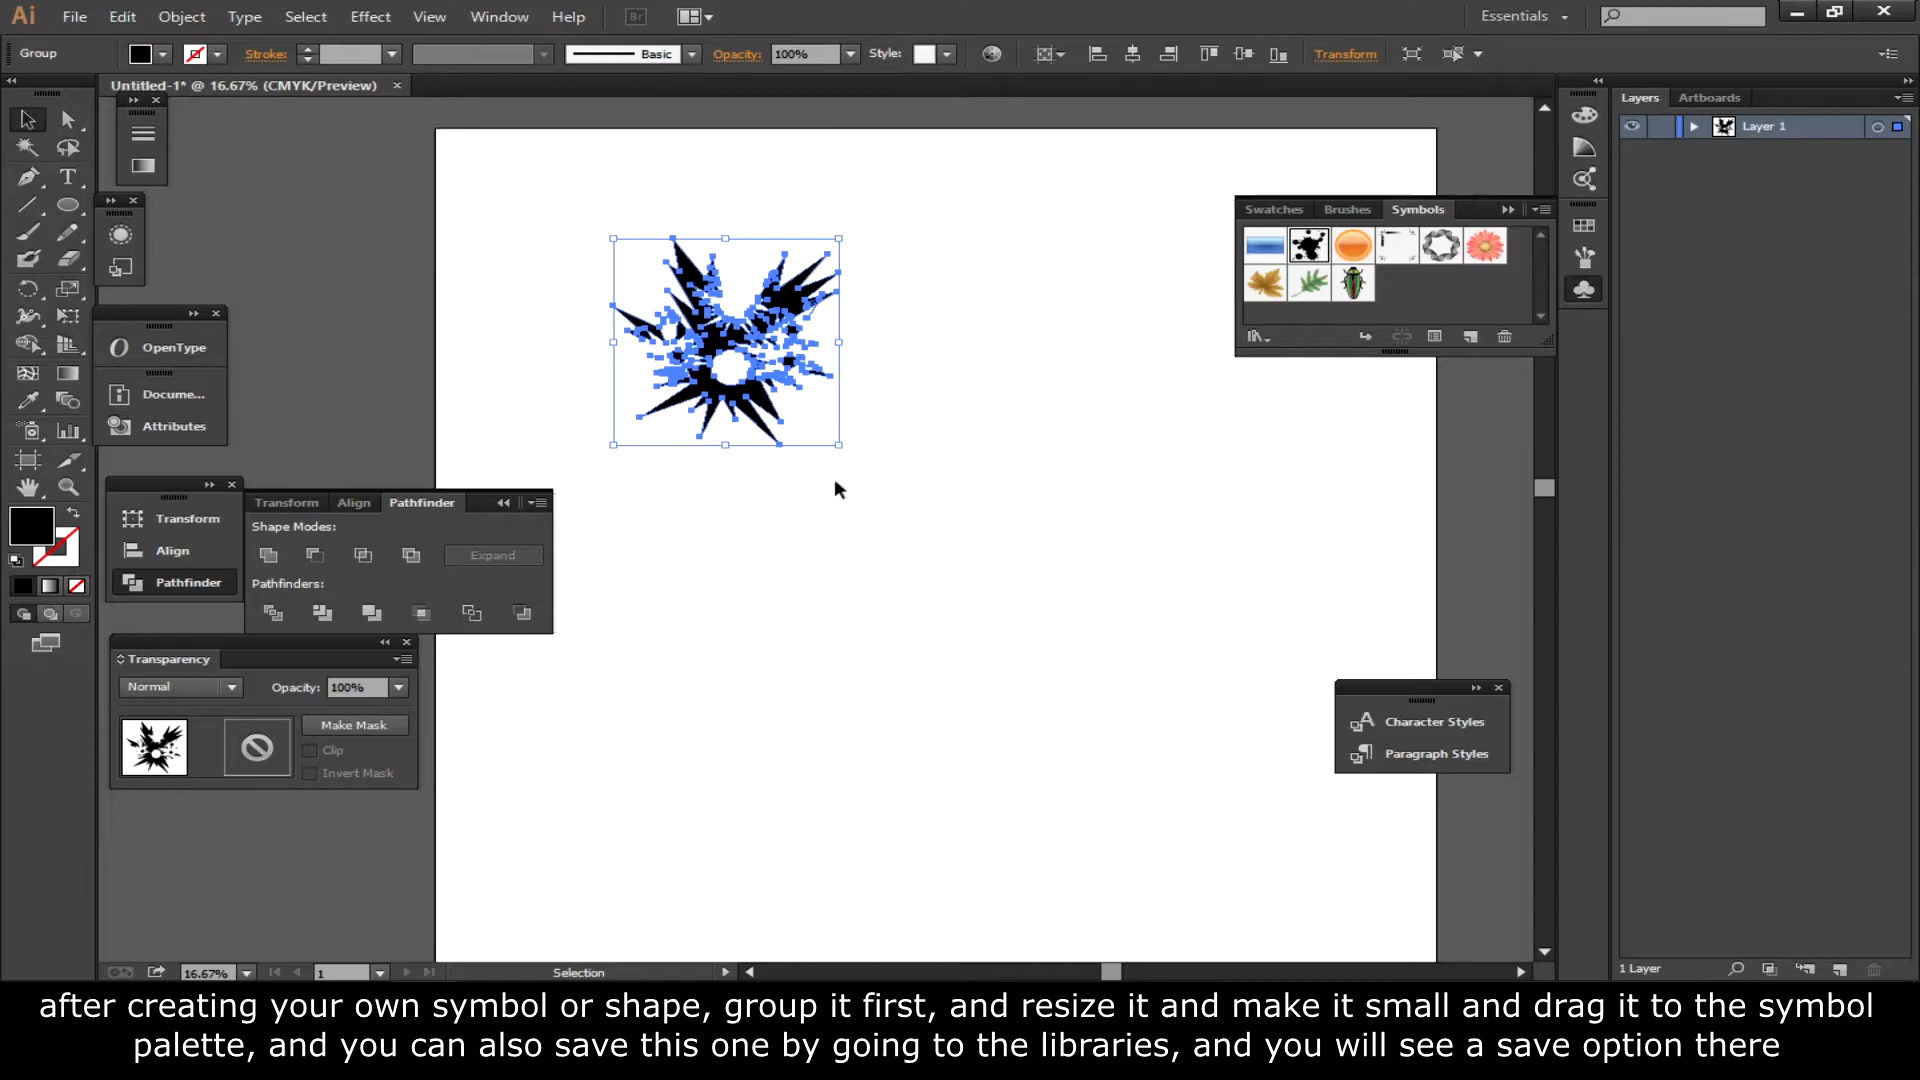 Ai File Edit Object Type Select Effect View Window Help Br Essentials
Group Stroke: Basic Opacity: 100% Style: Transform
Untitled-1* @ 16.67% (CMYK/Preview)
Layers Artboards
Layer 1
Swatches Brushes Symbols
OpenType
Docume...
Attributes
Transform Align Pathfinder
Shape Modes:
Expand
Pathfinders:
Transform
Align
Pathfinder
Transparency
Normal Opacity: 100%
Make Mask
Clip
Invert Mask
Character Styles
Paragraph Styles
16.67% 1 Selection
1 Layer
after creating your own symbol or shape, group it first, and resize it and make it small and drag it to the symbol
palette, and you can also save this one by going to the libraries, and you will see a save option there